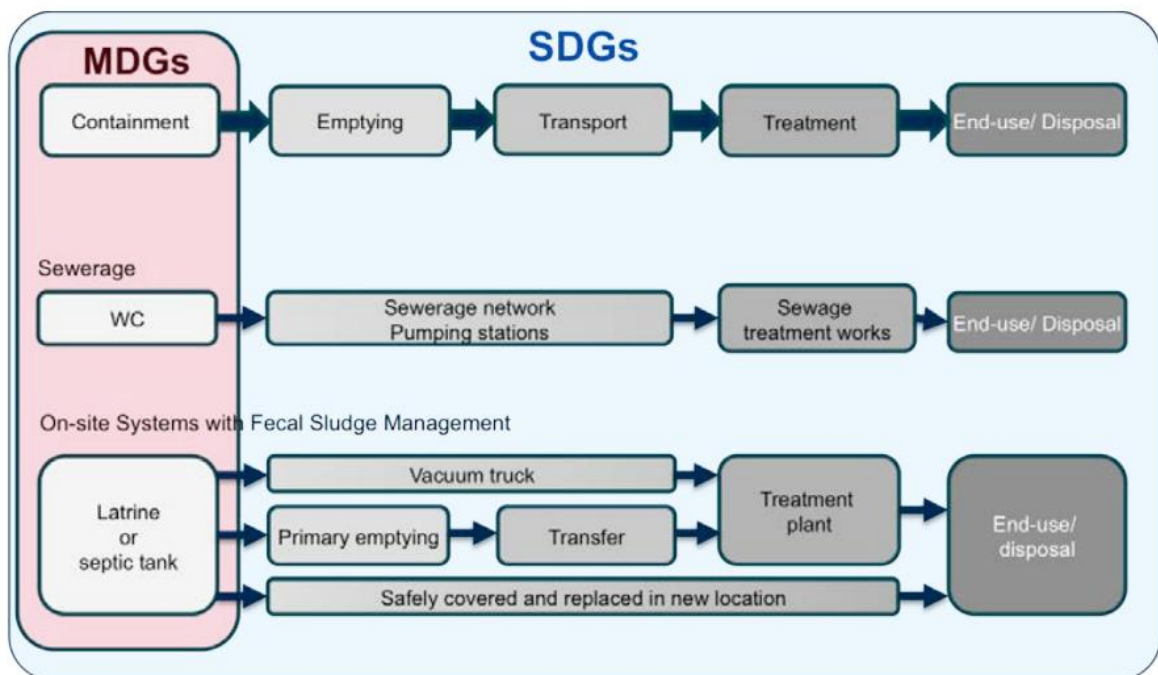 MDGs
SDGs
Containment
Emptying
Transport
Treatment
End-use/ Disposal
Sewerage
WC
Sewerage network
Pumping stations
Sewage
treatment works
End-use/ Disposal
On-site Systems with Fecal Sludge Management
Latrine
or
septic tank
Vacuum truck
Primary emptying
Transfer
Treatment
plant
Safely covered and replaced in new location
End-use/
disposal